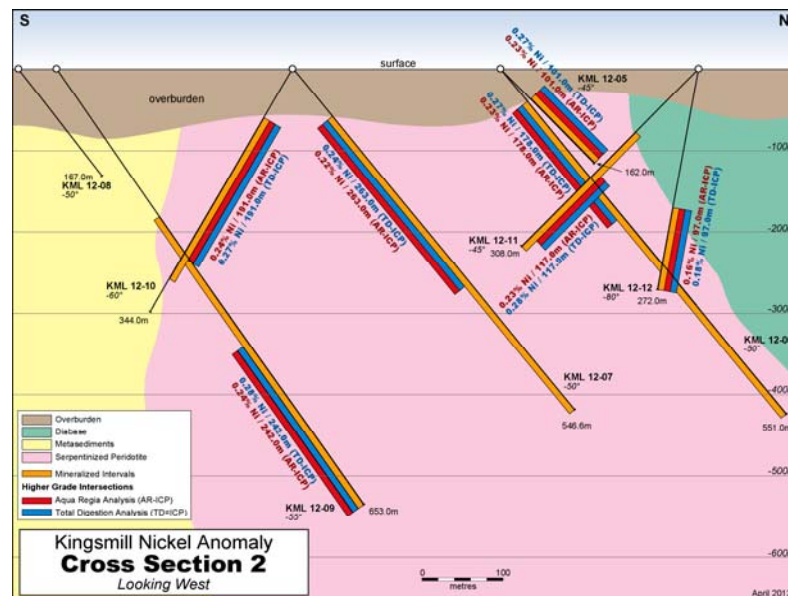 S
N
surface
overburden
0.27% Ni / 101.0m (TD-ICP)
0.23% Ni / 101.0m (AR-ICP)
KML 12-05
-45°
0.27% Ni / 178.0m (TD-ICP)
0.23% Ni / 178.0m (AR-ICP)
-100
167.0m
KML 12-08
-50°
162.0m
0.24% Ni / 191.0m (AR-ICP)
0.27% Ni / 191.0m (TD-ICP)
0.24% Ni / 263.0m (TD-ICP)
0.22% Ni / 263.0m (AR-ICP)
-200
KML 12-11
-45°
308.0m
0.16% Ni / 97.0m (AR-ICP)
0.18% Ni / 97.0m (TD-ICP)
KML 12-10
-60°
344.0m
0.23% Ni / 117.0m (AR-ICP)
0.28% Ni / 117.0m (TD-ICP)
KML 12-12
-80°
272.0m
-300
KML 12-0
-50°
KML 12-07
-50°
546.6m
-400
551.0m
0.28% Ni / 242.0m (TD-ICP)
0.24% Ni / 242.0m (AR-ICP)
Overburden
Diabase
Metasediments
Serpentinized Peridotite
Mineralized Intervals
Higher Grade Intersections
Aqua Regia Analysis (AR-ICP)
Total Digestion Analysis (TD=ICP)
-500
KML 12-09
-55°
653.0m
Kingsmill Nickel Anomaly
Cross Section 2
Looking West
0 100
metres
-600
April 201